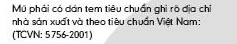 Mũ phải có dán tem tiêu chuẩn ghi rõ địa chỉ
nhà sản xuất và theo tiêu chuẩn Việt Nam:
(TCVN: 5756-2001)